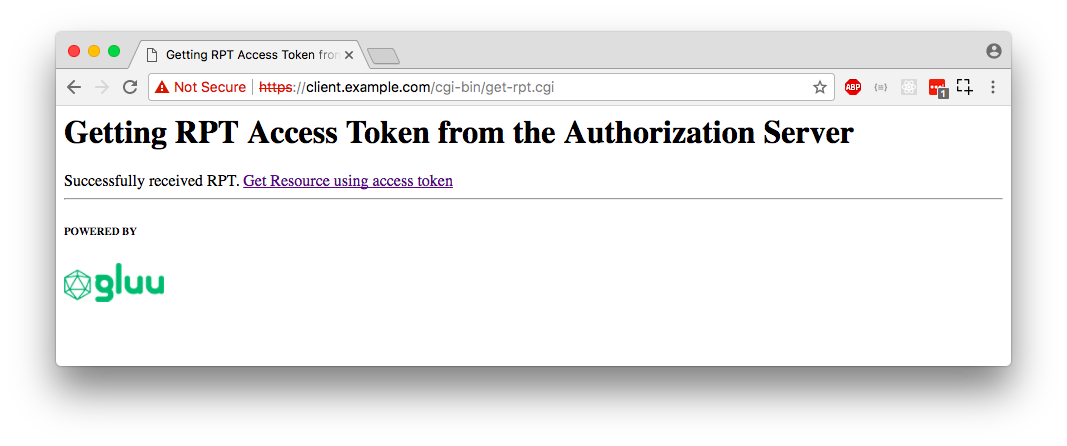 Getting RPT Access Token from
Not Secure https://client.example.com/cgi-bin/get-rpt.cgi
ABP
1
Getting RPT Access Token from the Authorization Server
Successfully received RPT. Get Resource using access token
POWERED BY
gluu